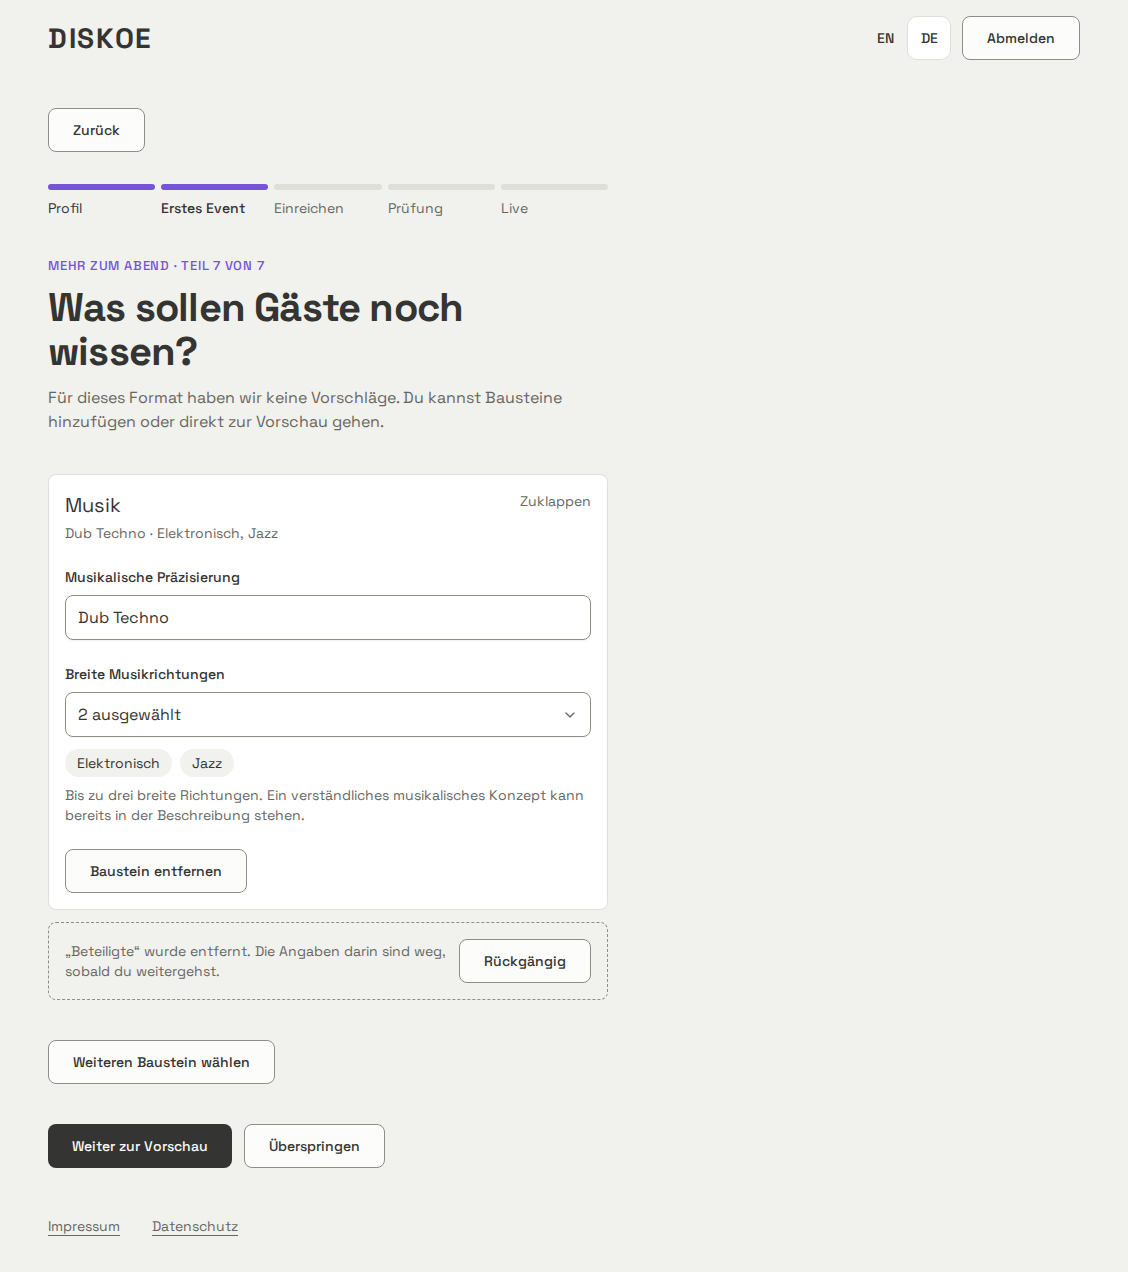 DISKOE
EN
DE
Abmelden
Zurück
Profil
Erstes Event
Einreichen
Prüfung
Live
MEHR ZUM ABEND · TEIL 7 VON 7
Was sollen Gäste noch
wissen?
Für dieses Format haben wir keine Vorschläge. Du kannst Bausteine
hinzufügen oder direkt zur Vorschau gehen.
Musik
Zuklappen
Dub Techno · Elektronisch, Jazz
Musikalische Präzisierung
Dub Techno
Breite Musikrichtungen
2 ausgewählt
Elektronisch
Jazz
Bis zu drei breite Richtungen. Ein verständliches musikalisches Konzept kann
bereits in der Beschreibung stehen.
Baustein entfernen
„Beteiligte“ wurde entfernt. Die Angaben darin sind weg,
sobald du weitergehst.
Rückgängig
Weiteren Baustein wählen
Weiter zur Vorschau
Überspringen
Impressum
Datenschutz